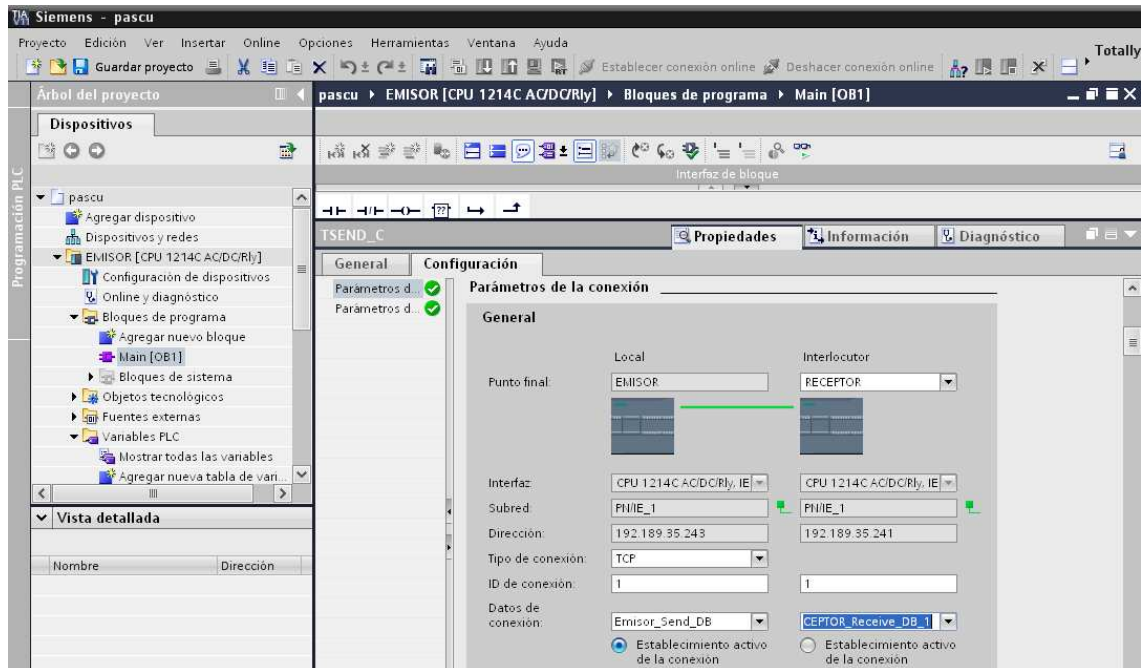 Siemens - pascu
Proyecto Edición Ver Insertar Online Opciones Herramientas Ventana Ayuda
Totally
Guardar proyecto Establecer conexión online Deshacer conexión online
Árbol del proyecto
pascu EMISOR [CPU 1214C AC/DC/Rly] Bloques de programa Main [OB1]
Dispositivos
Programación PLC
Interfaz de bloque
pascu
Agregar dispositivo
Dispositivos y redes
EMISOR [CPU 1214C AC/DC/Rly]
Configuración de dispositivos
Online y diagnóstico
Bloques de programa
Agregar nuevo bloque
Main [OB1]
Bloques de sistema
Objetos tecnológicos
Fuentes externas
Variables PLC
Mostrar todas las variables
Agregar nueva tabla de vari...
Vista detallada
Nombre Dirección
TSEND_C
Propiedades Información Diagnóstico
General Configuración
Parámetros d...
Parámetros d...
Parámetros de la conexión
General
Local Interlocutor
Punto final: EMISOR RECEPTOR
Interfaz: CPU 1214C AC/DC/Rly, IE CPU 1214C AC/DC/Rly, IE
Subred: PN/IE_1 PN/IE_1
Dirección: 192.189.35.243 192.189.35.241
Tipo de conexión: TCP
ID de conexión: 1 1
Datos de
conexión: Emisor_Send_DB CEPTOR_Receive_DB_1
Establecimiento activo Establecimiento activo
de la conexión de la conexión